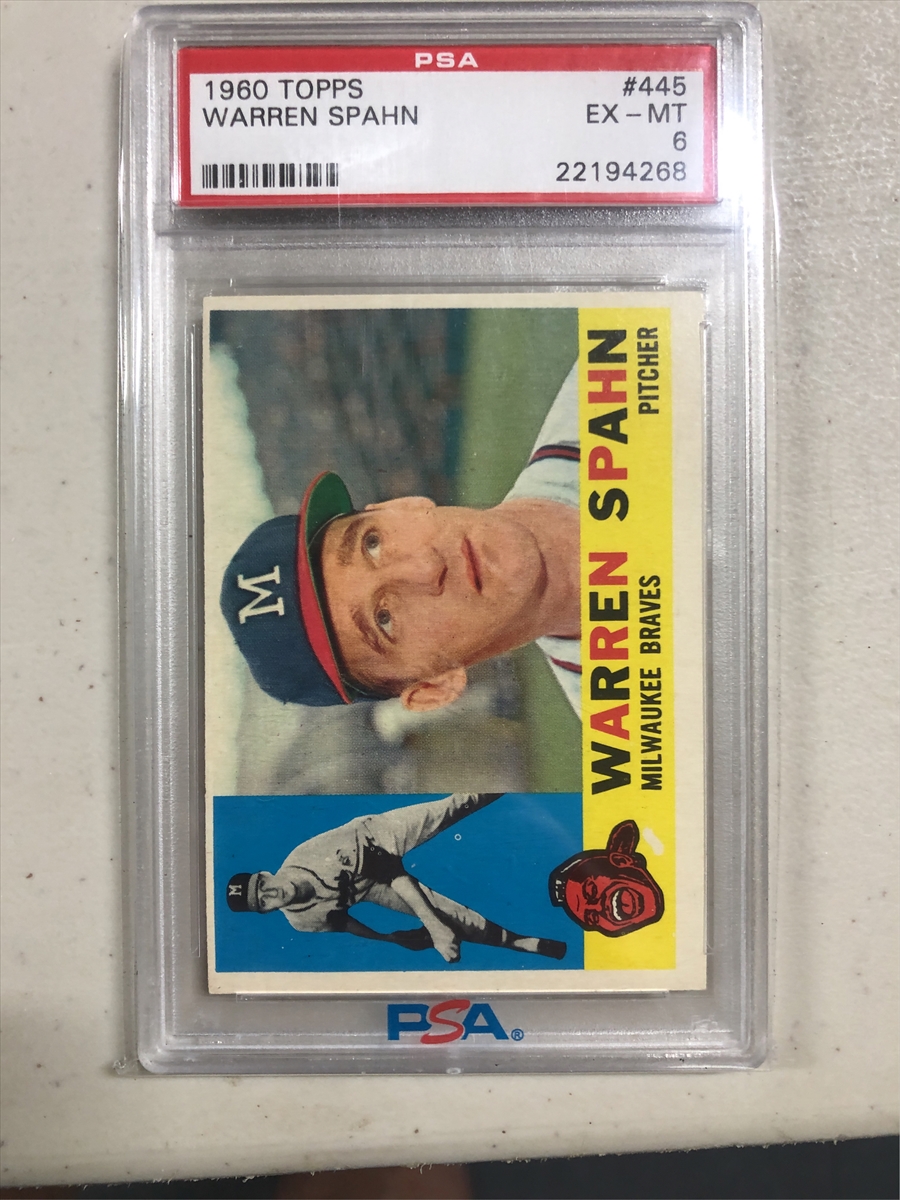 PSA
1960 TOPPS #445
WARREN SPAHN EX - MT
6
22194268
M
M
WARREN SPAHN
MILWAUKEE BRAVES PITCHER
PSA®